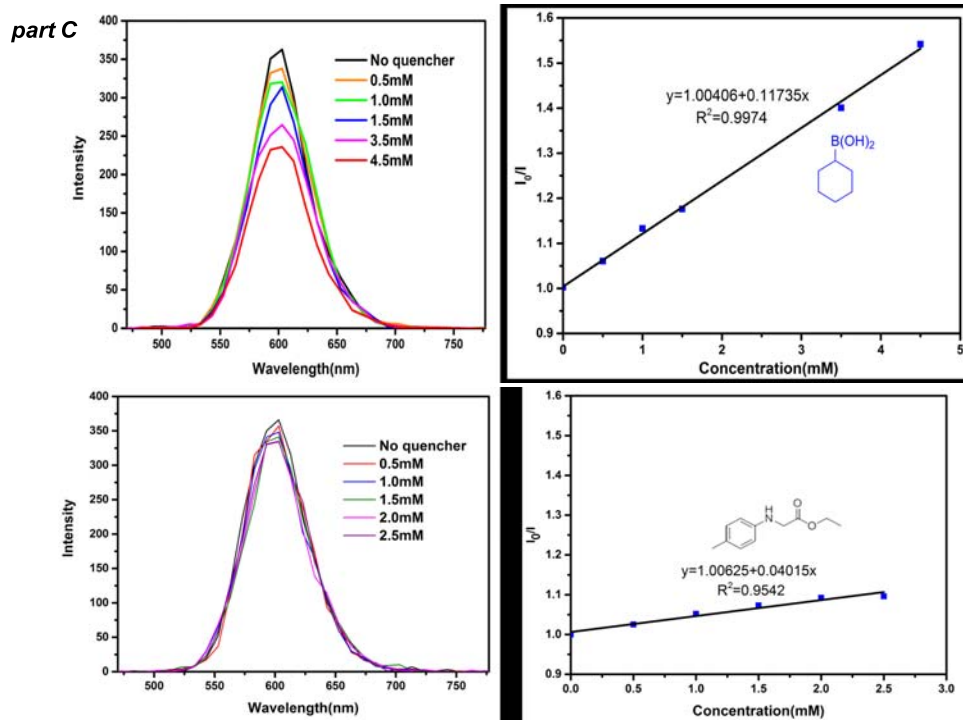 part C
400
350
300
250
200
150
100
50
0
Intensity
500 550 600 650 700 750
Wavelength(nm)
No quencher
0.5mM
1.0mM
1.5mM
3.5mM
4.5mM
1.6
1.5
1.4
1.3
1.2
1.1
1.0
0.9
I₀/I
0 1 2 3 4 5
Concentration(mM)
y=1.00406+0.11735x
R²=0.9974
B(OH)₂
400
350
300
250
200
150
100
50
0
Intensity
500 550 600 650 700 750
Wavelength(nm)
No quencher
0.5mM
1.0mM
1.5mM
2.0mM
2.5mM
1.6
1.5
1.4
1.3
1.2
1.1
1.0
0.9
I₀/I
0.0 0.5 1.0 1.5 2.0 2.5 3.0
Concentration(mM)
H
N
O
O
y=1.00625+0.04015x
R²=0.9542